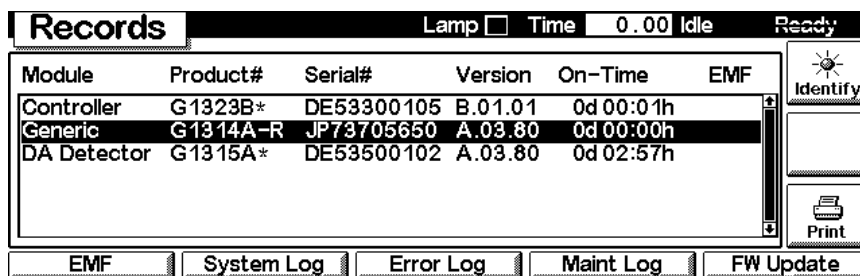 Records Lamp Time 0.00 Idle Ready
Module Product# Serial# Version On-Time EMF
Identify
Controller G1323B* DE53300105 B.01.01 0d 00:01h
Generic G1314A-R JP73705650 A.03.80 0d 00:00h
DA Detector G1315A* DE53500102 A.03.80 0d 02:57h
Print
EMF System Log Error Log Maint Log FW Update